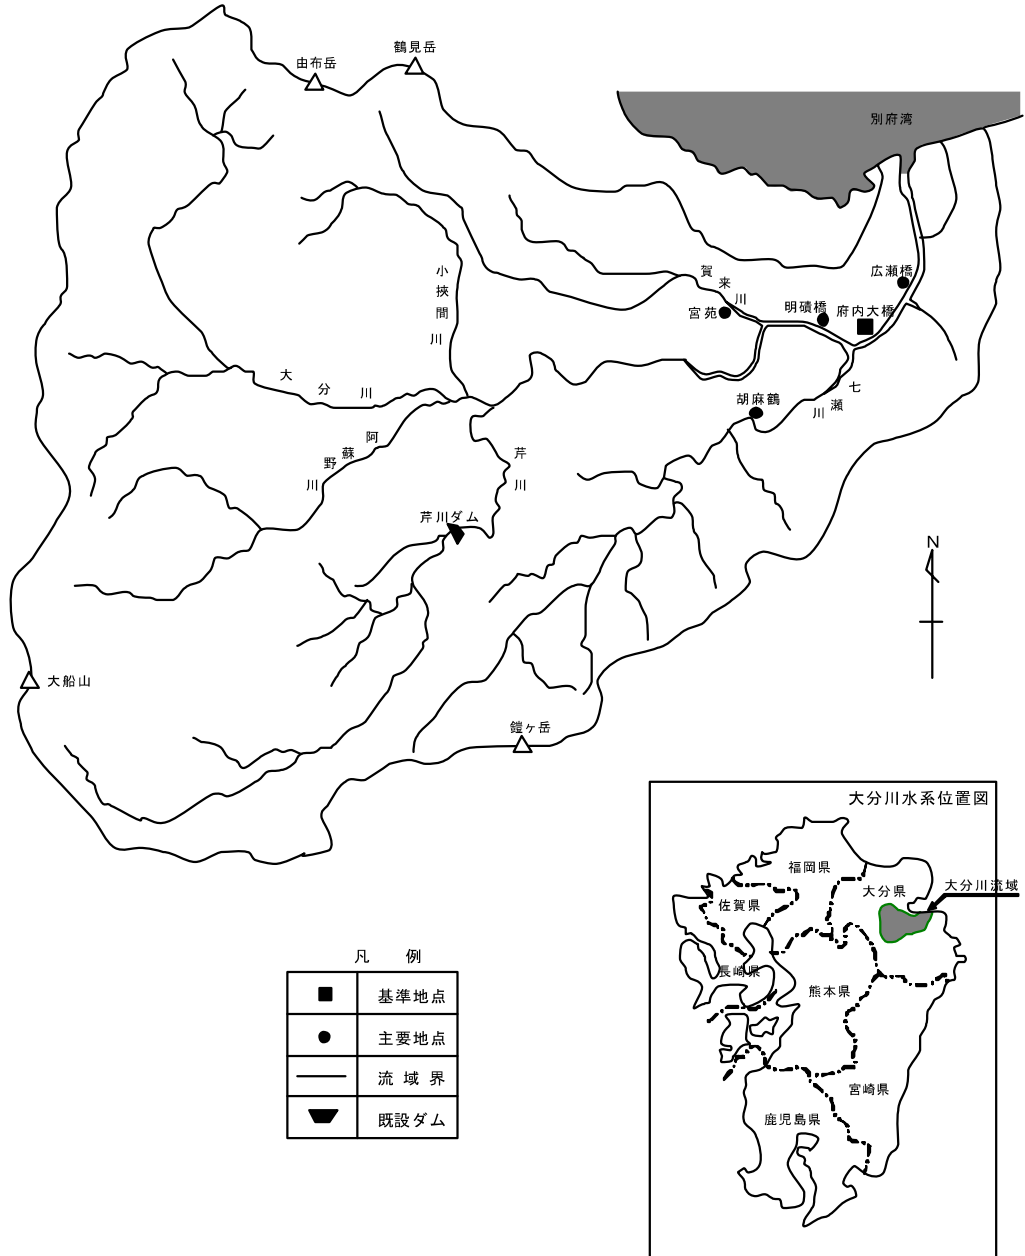 鶴見岳
由布岳
別府湾
賀来川
広瀬橋
小挾間川
宮苑
明磧橋
府内大橋
大分川
七瀬川
胡麻鶴
阿蘇野川
芹川
芹川ダム
N
大船山
鎧ヶ岳
大分川水系位置図
福岡県
大分県
大分川流域
佐賀県
長崎県
熊本県
宮崎県
鹿児島県
凡 例
基準地点
主要地点
流域界
既設ダム